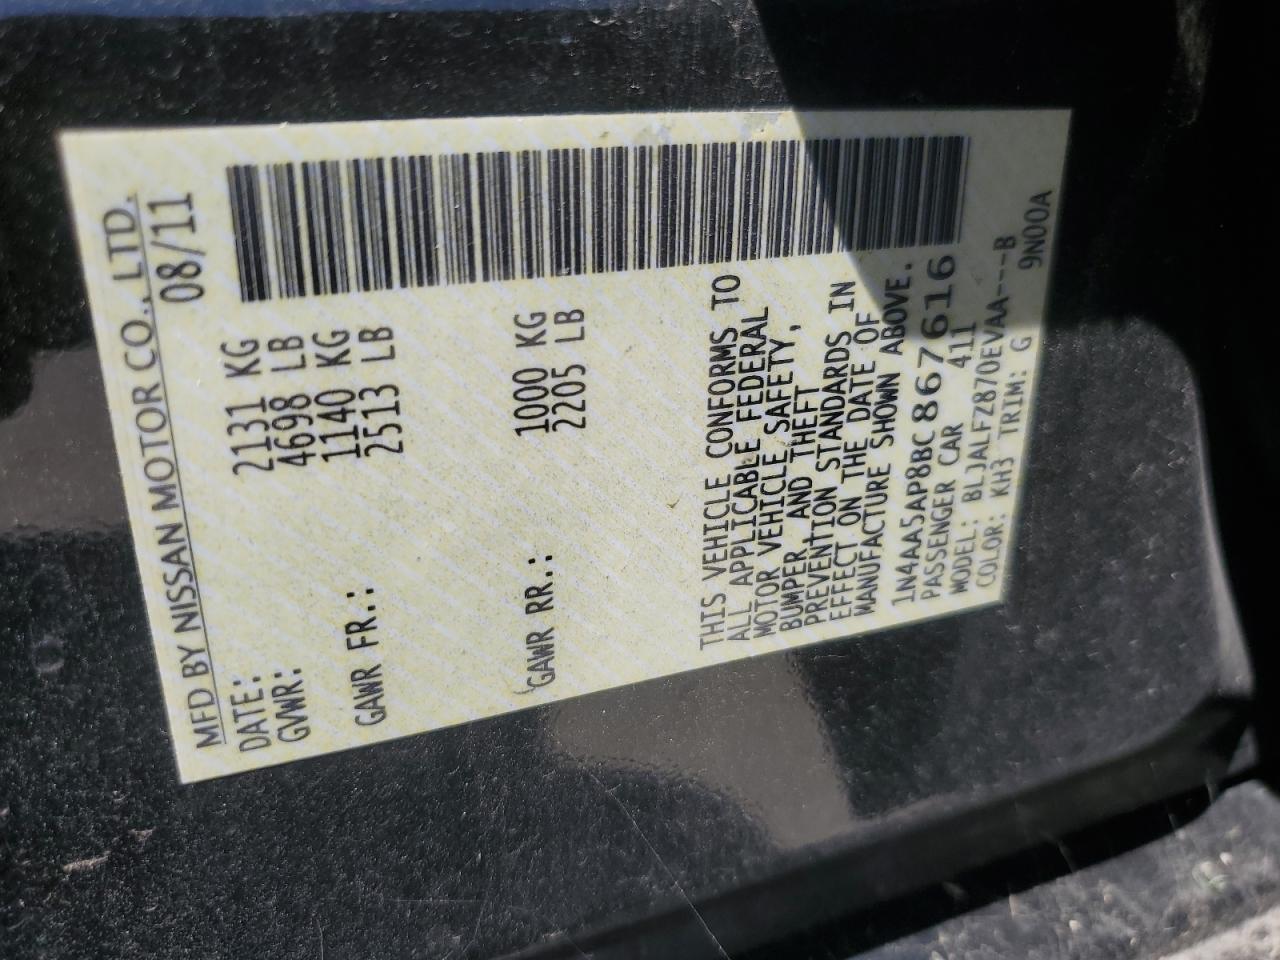 MFD BY NISSAN MOTOR CO., LTD.
DATE: 08/11
GVWR: 2131 KG
4698 LB
GAWR FR.: 1140 KG
2513 LB
GAWR RR.: 1000 KG
2205 LB
THIS VEHICLE CONFORMS TO
ALL APPLICABLE FEDERAL
MOTOR VEHICLE SAFETY,
BUMPER AND THEFT
PREVENTION STANDARDS IN
EFFECT ON THE DATE OF
MANUFACTURE SHOWN ABOVE.
1N4AA5AP8BC867616
PASSENGER CAR 411
MODEL: BLJALFZ870EVAA---B
COLOR: KH3 TRIM: G 9N00A